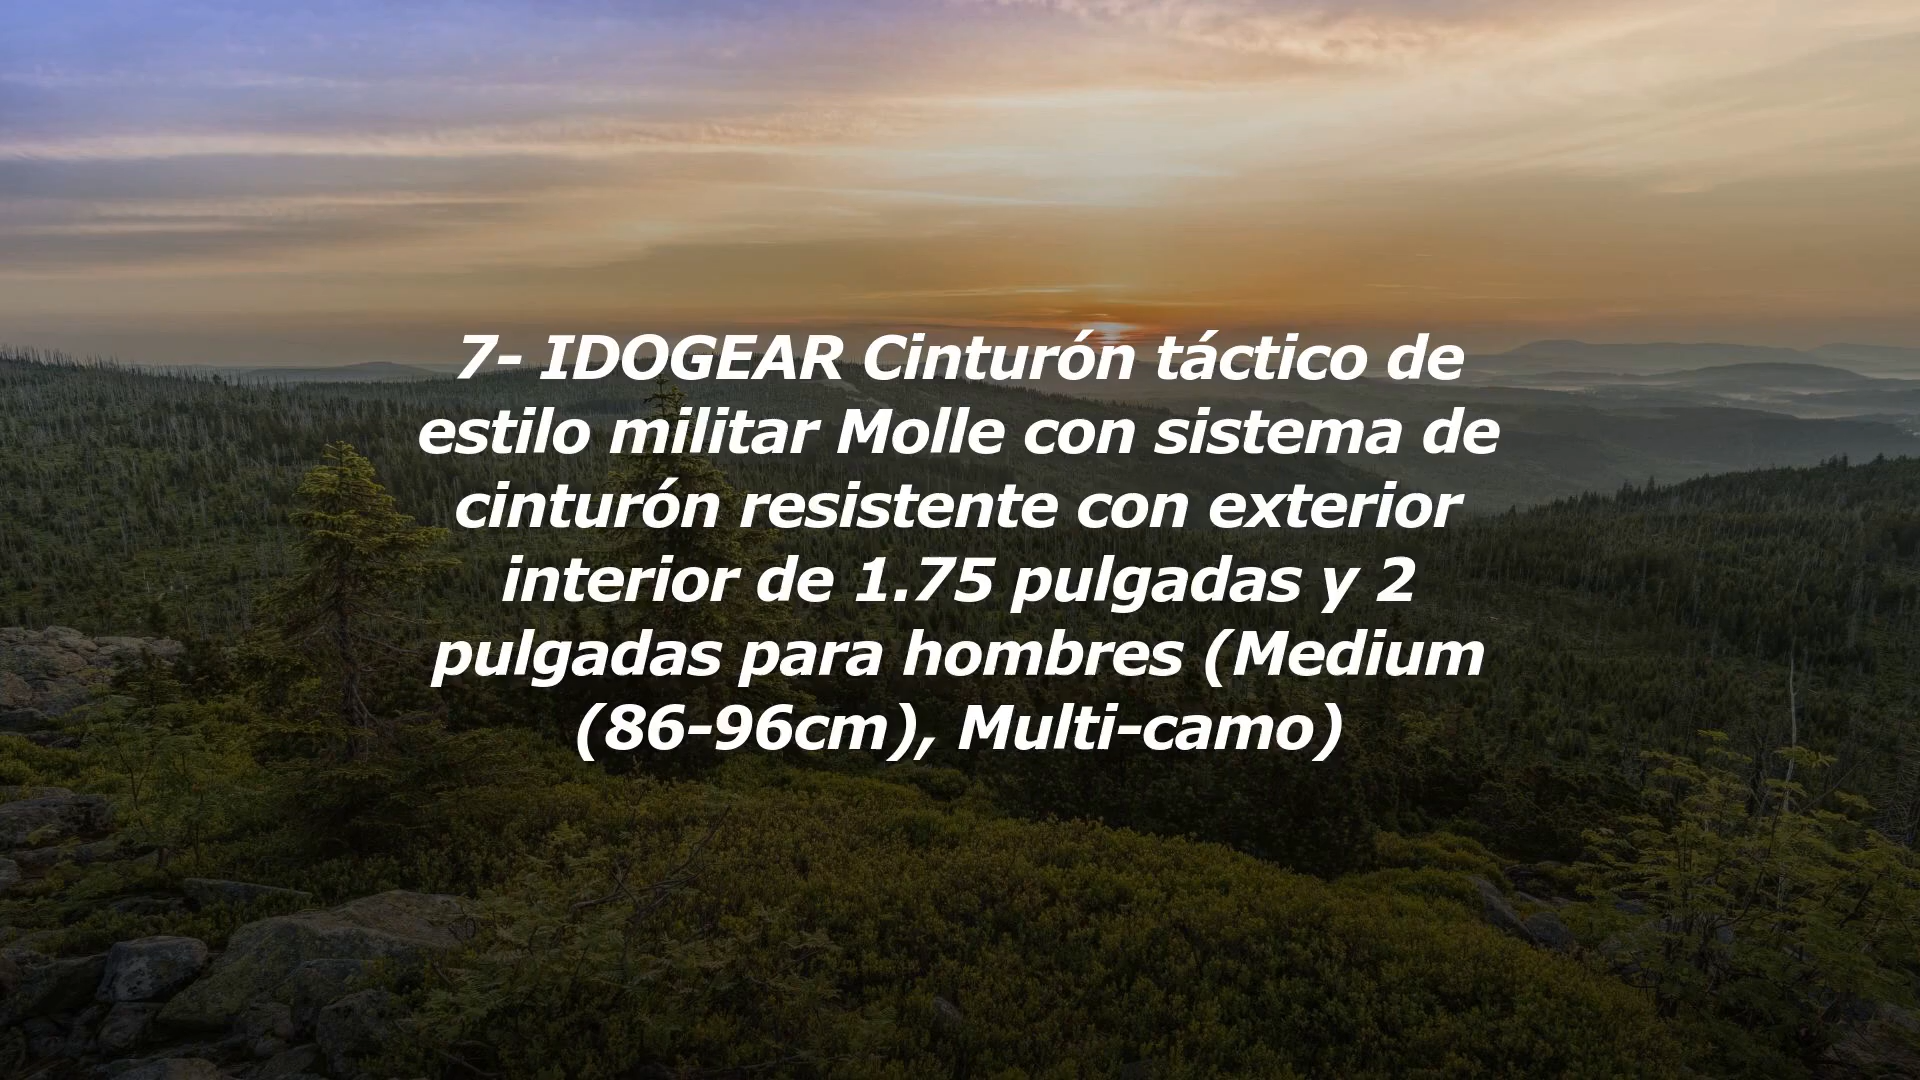 7- IDOGEAR Cinturón táctico de
estilo militar Molle con sistema de
cinturón resistente con exterior
interior de 1.75 pulgadas y 2
pulgadas para hombres (Medium
(86-96cm), Multi-camo)